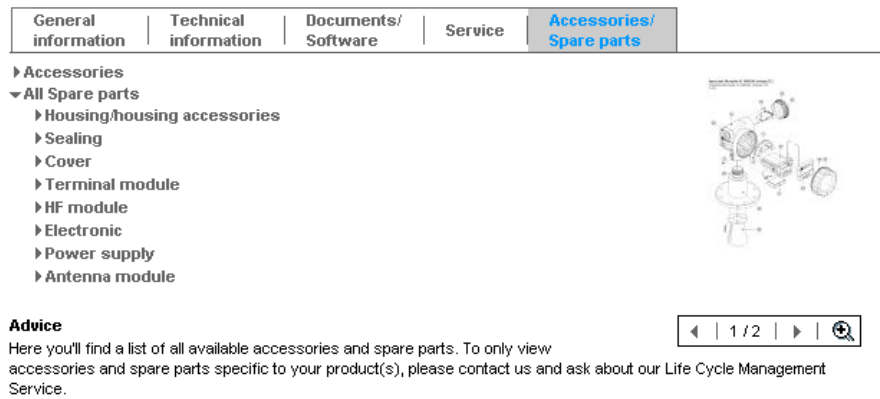 General information
Technical information
Documents/ Software
Service
Accessories/ Spare parts
Accessories
All Spare parts
Housing/housing accessories
Sealing
Cover
Terminal module
HF module
Electronic
Power supply
Antenna module
Advice
1 / 2
Here you'll find a list of all available accessories and spare parts. To only view
accessories and spare parts specific to your product(s), please contact us and ask about our Life Cycle Management
Service.